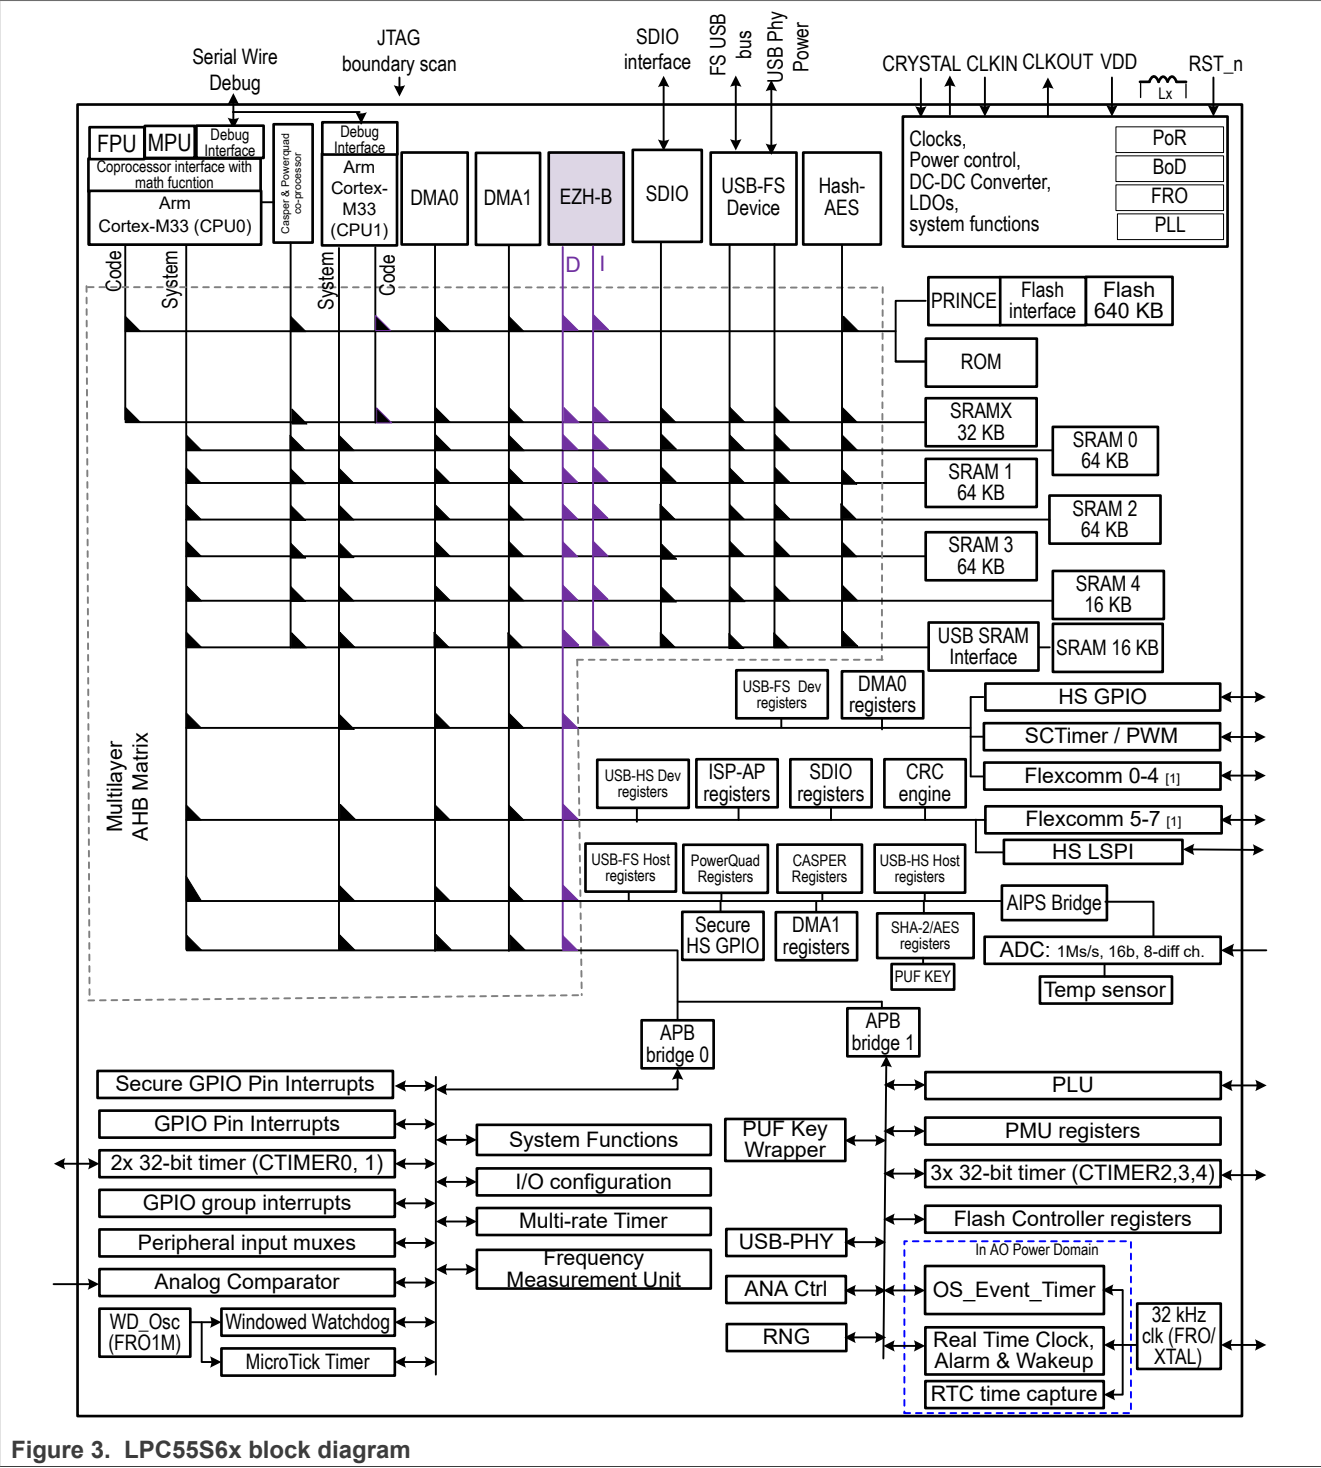 Serial Wire
Debug
JTAG
boundary scan
SDIO
interface
FS USB
bus
USB Phy
Power
CRYSTAL
CLKIN
CLKOUT
VDD
Lx
RST_n
FPU
MPU
Debug
Interface
Coprocessor interface with
math fucntion
Arm
Cortex-M33 (CPU0)
Casper & Powerquad
co-processor
Debug
Interface
Arm
Cortex-
M33
(CPU1)
DMA0
DMA1
EZH-B
SDIO
USB-FS
Device
Hash-
AES
Clocks,
Power control,
DC-DC Converter,
LDOs,
system functions
PoR
BoD
FRO
PLL
Code
System
System
Code
D
I
PRINCE
Flash
interface
Flash
640 KB
ROM
SRAMX
32 KB
SRAM 0
64 KB
SRAM 1
64 KB
SRAM 2
64 KB
SRAM 3
64 KB
SRAM 4
16 KB
USB SRAM
Interface
SRAM 16 KB
Multilayer
AHB Matrix
USB-FS Dev
registers
DMA0
registers
HS GPIO
SCTimer / PWM
Flexcomm 0-4 [1]
USB-HS Dev
registers
ISP-AP
registers
SDIO
registers
CRC
engine
Flexcomm 5-7 [1]
HS LSPI
USB-FS Host
registers
PowerQuad
Registers
CASPER
Registers
USB-HS Host
registers
AIPS Bridge
Secure
HS GPIO
DMA1
registers
SHA-2/AES
registers
PUF KEY
ADC: 1Ms/s, 16b, 8-diff ch.
Temp sensor
APB
bridge 0
APB
bridge 1
Secure GPIO Pin Interrupts
GPIO Pin Interrupts
2x 32-bit timer (CTIMER0, 1)
GPIO group interrupts
Peripheral input muxes
Analog Comparator
WD_Osc
(FRO1M)
Windowed Watchdog
MicroTick Timer
System Functions
I/O configuration
Multi-rate Timer
Frequency
Measurement Unit
PUF Key
Wrapper
USB-PHY
ANA Ctrl
RNG
PLU
PMU registers
3x 32-bit timer (CTIMER2,3,4)
Flash Controller registers
In AO Power Domain
OS_Event_Timer
Real Time Clock,
Alarm & Wakeup
RTC time capture
32 kHz
clk (FRO/
XTAL)
Figure 3. LPC55S6x block diagram